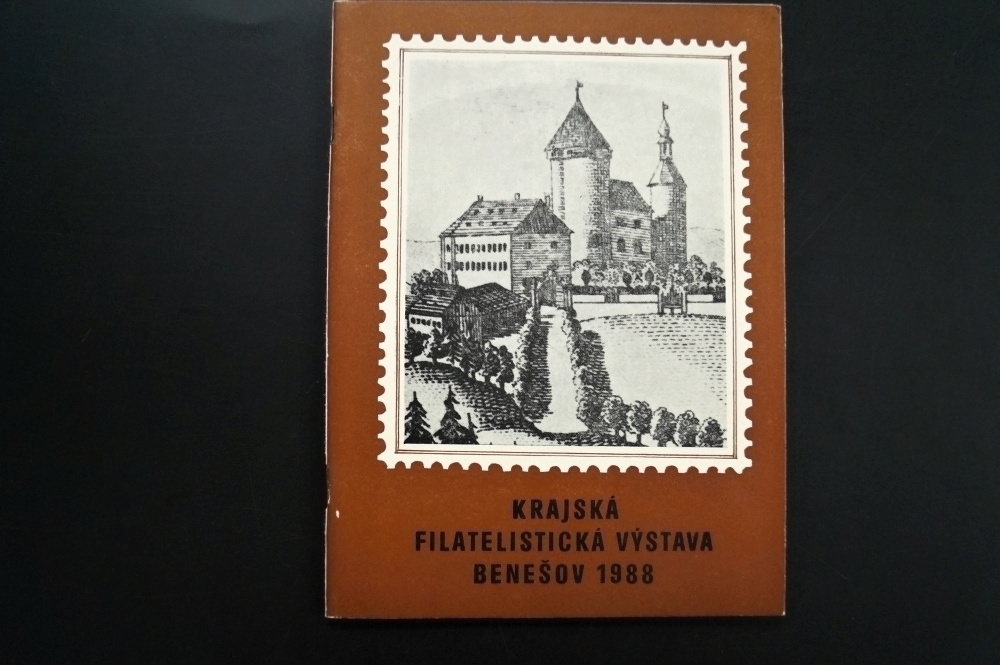 KRAJSKÁ
FILATELISTICKÁ VÝSTAVA
BENEŠOV 1988